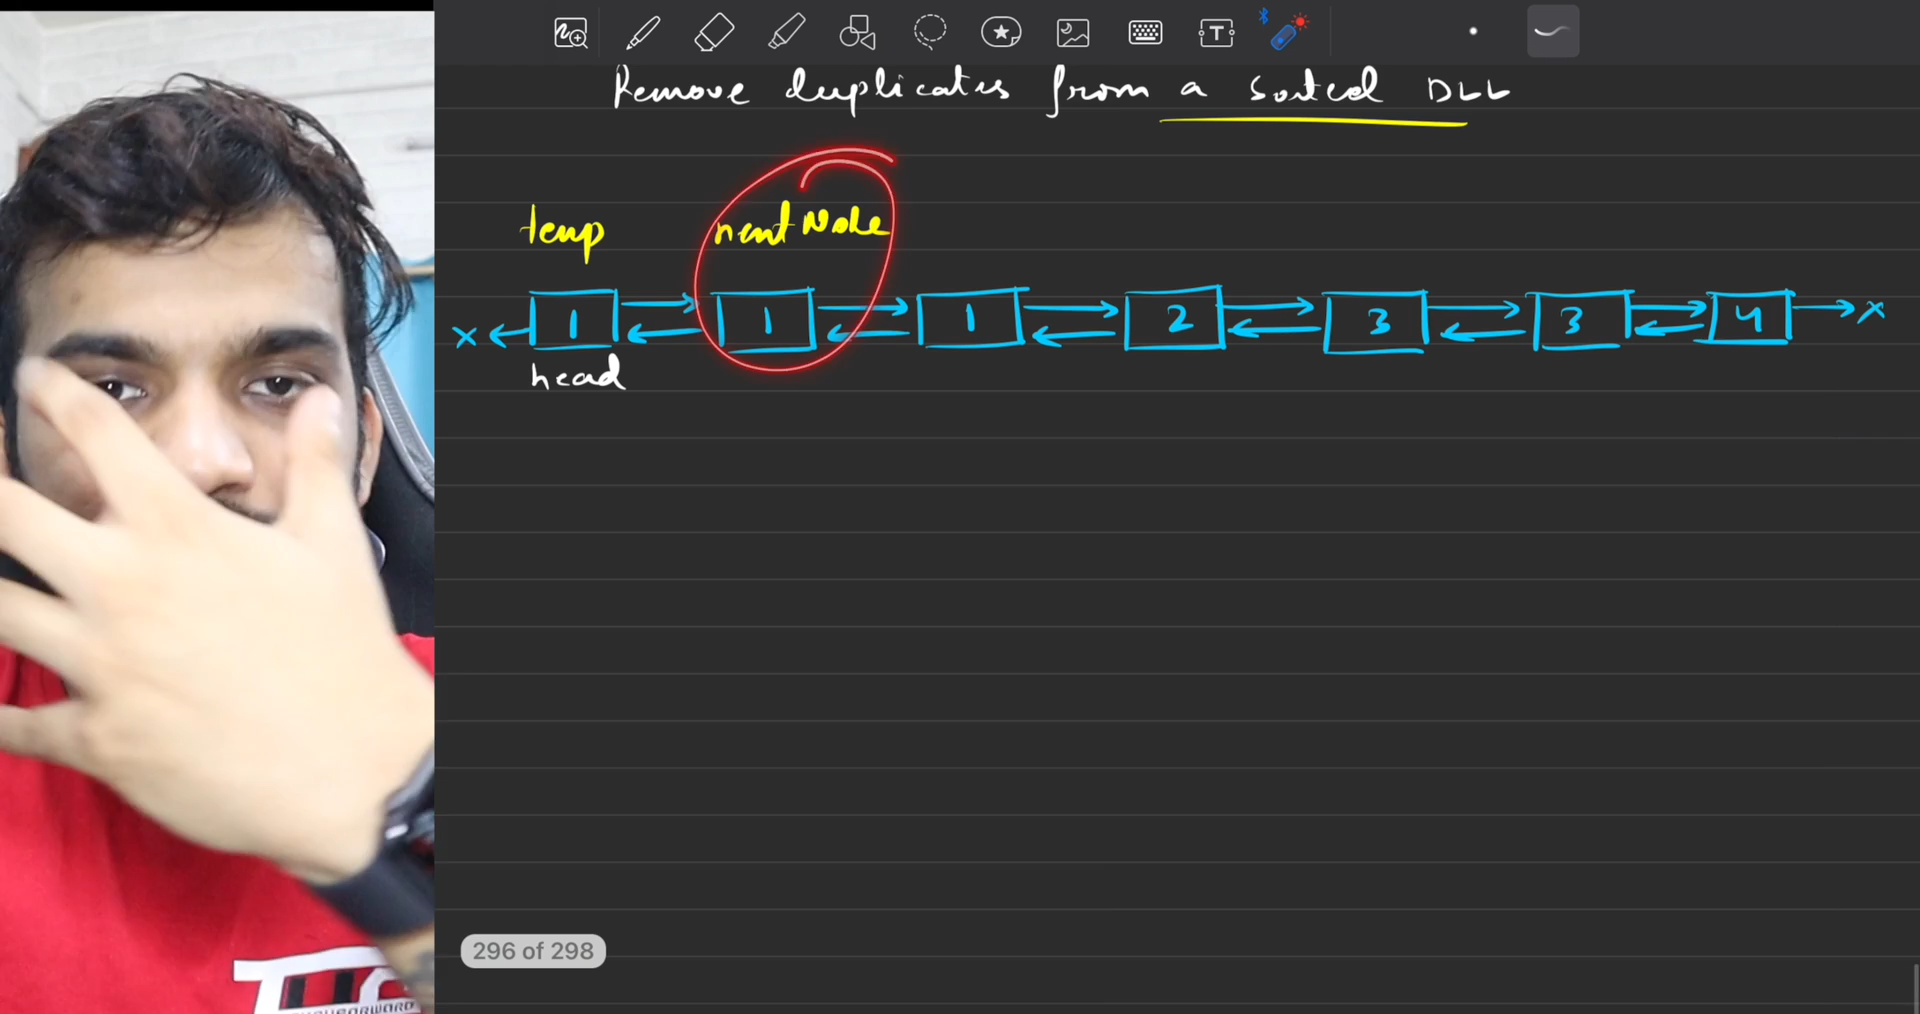 Remove duplicates from a sorted DLL
temp nextNode
x 1 1 1 2 3 3 4 x
head
296 of 298
T